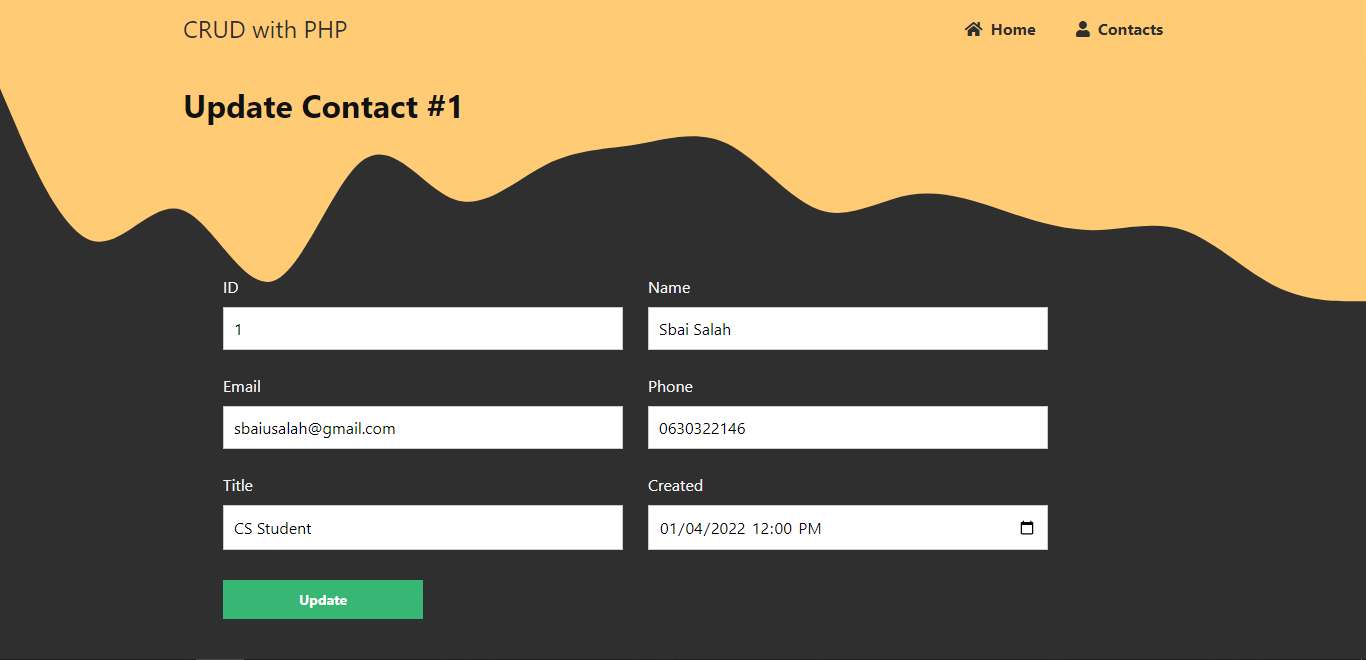 CRUD with PHP
Home
Contacts
Update Contact #1
ID
Name
1
Sbai Salah
Email
Phone
sbaiusalah@gmail.com
0630322146
Title
Created
CS Student
01/04/2022 12:00 PM
Update